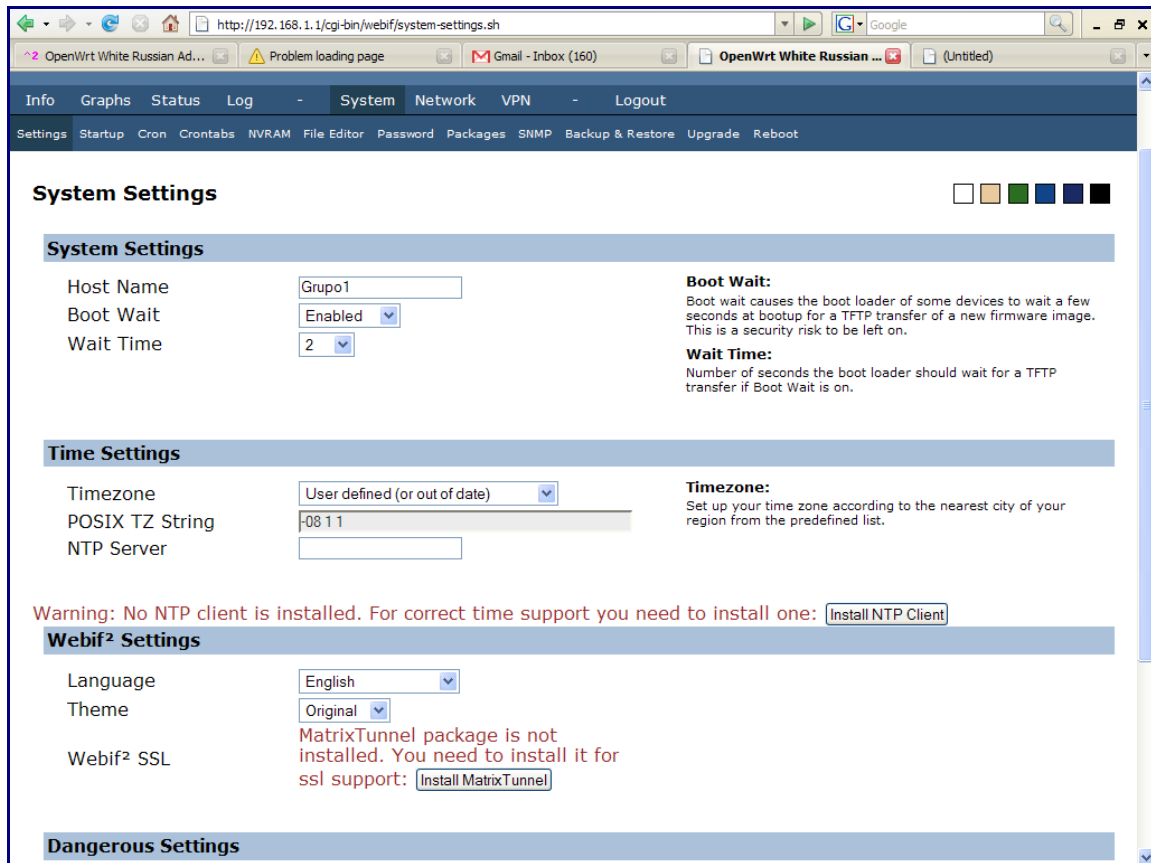 http://192.168.1.1/cgi-bin/webif/system-settings.sh
G
Google
^2 OpenWrt White Russian Ad...
Problem loading page
Gmail - Inbox (160)
OpenWrt White Russian ...
(Untitled)
Info Graphs Status Log - System Network VPN - Logout
Settings Startup Cron Crontabs NVRAM File Editor Password Packages SNMP Backup & Restore Upgrade Reboot
System Settings
System Settings
Host Name Grupo1
Boot Wait Enabled
Wait Time 2
Boot Wait:
Boot wait causes the boot loader of some devices to wait a few
seconds at bootup for a TFTP transfer of a new firmware image.
This is a security risk to be left on.
Wait Time:
Number of seconds the boot loader should wait for a TFTP
transfer if Boot Wait is on.
Time Settings
Timezone User defined (or out of date)
POSIX TZ String -08 1 1
NTP Server
Timezone:
Set up your time zone according to the nearest city of your
region from the predefined list.
Warning: No NTP client is installed. For correct time support you need to install one: Install NTP Client
Webif² Settings
Language English
Theme Original
Webif² SSL
MatrixTunnel package is not
installed. You need to install it for
ssl support: Install MatrixTunnel
Dangerous Settings